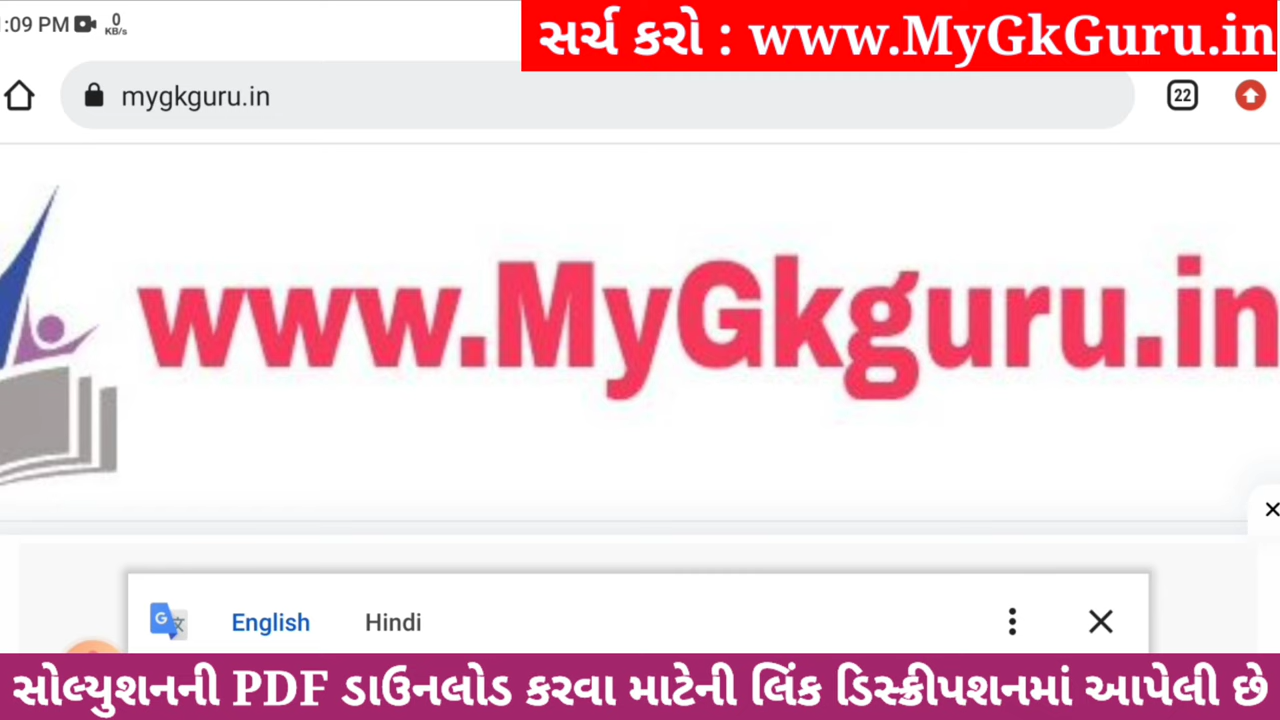 :09 PM 0 KB/s
સર્ચ કરો : www.MyGkGuru.in
mygkguru.in 22
www.MyGkguru.in
English Hindi
સોલ્યુશનની PDF ડાઉનલોડ કરવા માટેની લિંક ડિસ્ક્રીપશનમાં આપેલી છે